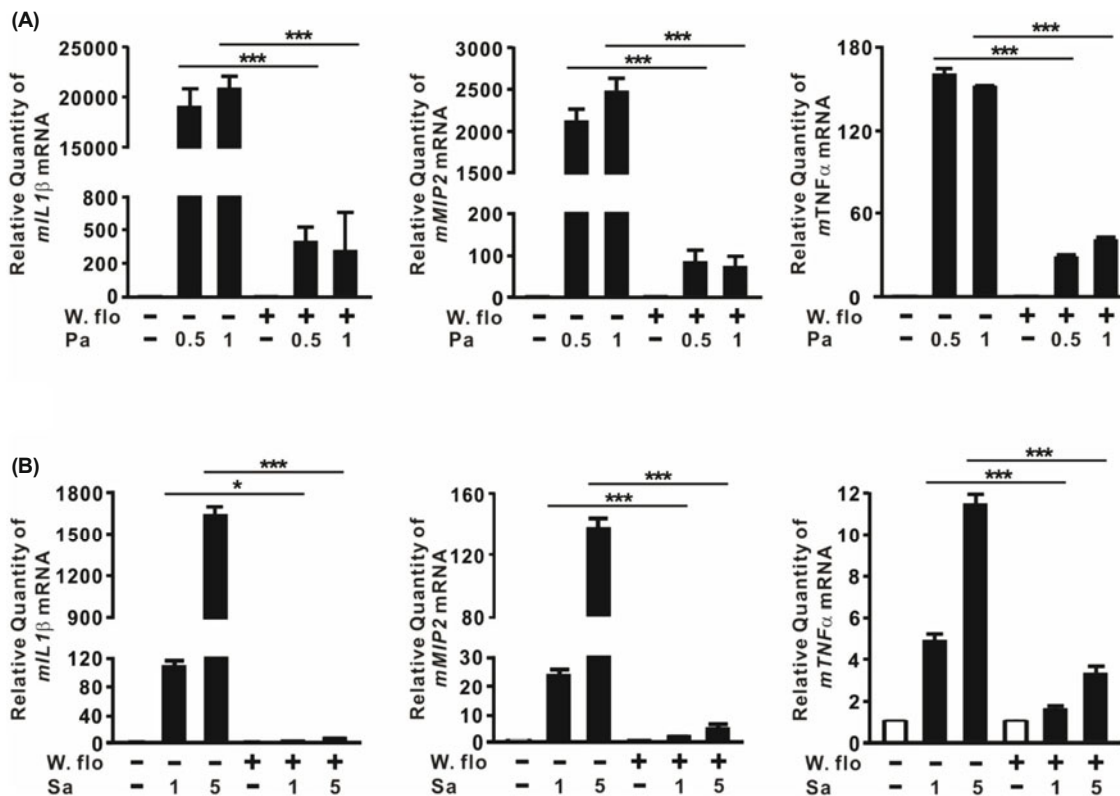 (A)
Relative Quantity of
mIL1β mRNA
25000
20000
15000
800
500
200
0
***
***
W. flo - - - + + +
Pa - 0.5 1 - 0.5 1
Relative Quantity of
mMIP2 mRNA
3000
2500
2000
1500
200
100
0
***
***
- - - + + +
- 0.5 1 - 0.5 1
Relative Quantity of
mTNFα mRNA
180
120
60
0
***
***
- - - + + +
- 0.5 1 - 0.5 1
(B)
Relative Quantity of
mIL1β mRNA
1800
1500
1200
900
120
80
40
0
***
*
W. flo - - - + + +
Sa - 1 5 - 1 5
Relative Quantity of
mMIP2 mRNA
160
120
80
40
30
20
10
0
***
***
W. flo - - - + + +
Sa - 1 5 - 1 5
Relative Quantity of
mTNFα mRNA
12
10
8
6
4
2
0
***
***
W. flo - - - + + +
Sa - 1 5 - 1 5